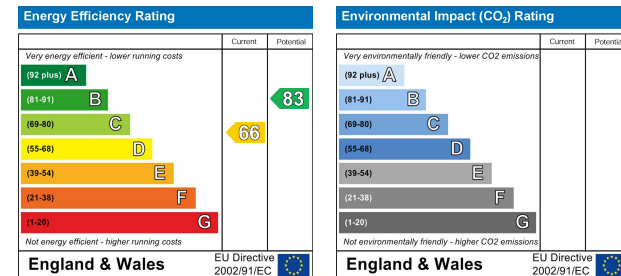 Energy Efficiency Rating
Current Potential
Very energy efficient - lower running costs
(92 plus) A
(81-91) B
83
(69-80) C
66
(55-68) D
(39-54) E
(21-38) F
(1-20) G
Not energy efficient - higher running costs
England & Wales
EU Directive
2002/91/EC
Environmental Impact (CO₂) Rating
Current Potentia
Very environmentally friendly - lower CO2 emissions
(92 plus) A
(81-91) B
(69-80) C
(55-68) D
(39-54) E
(21-38) F
(1-20) G
Not environmentally friendly - higher CO2 emissions
England & Wales
EU Directive
2002/91/EC